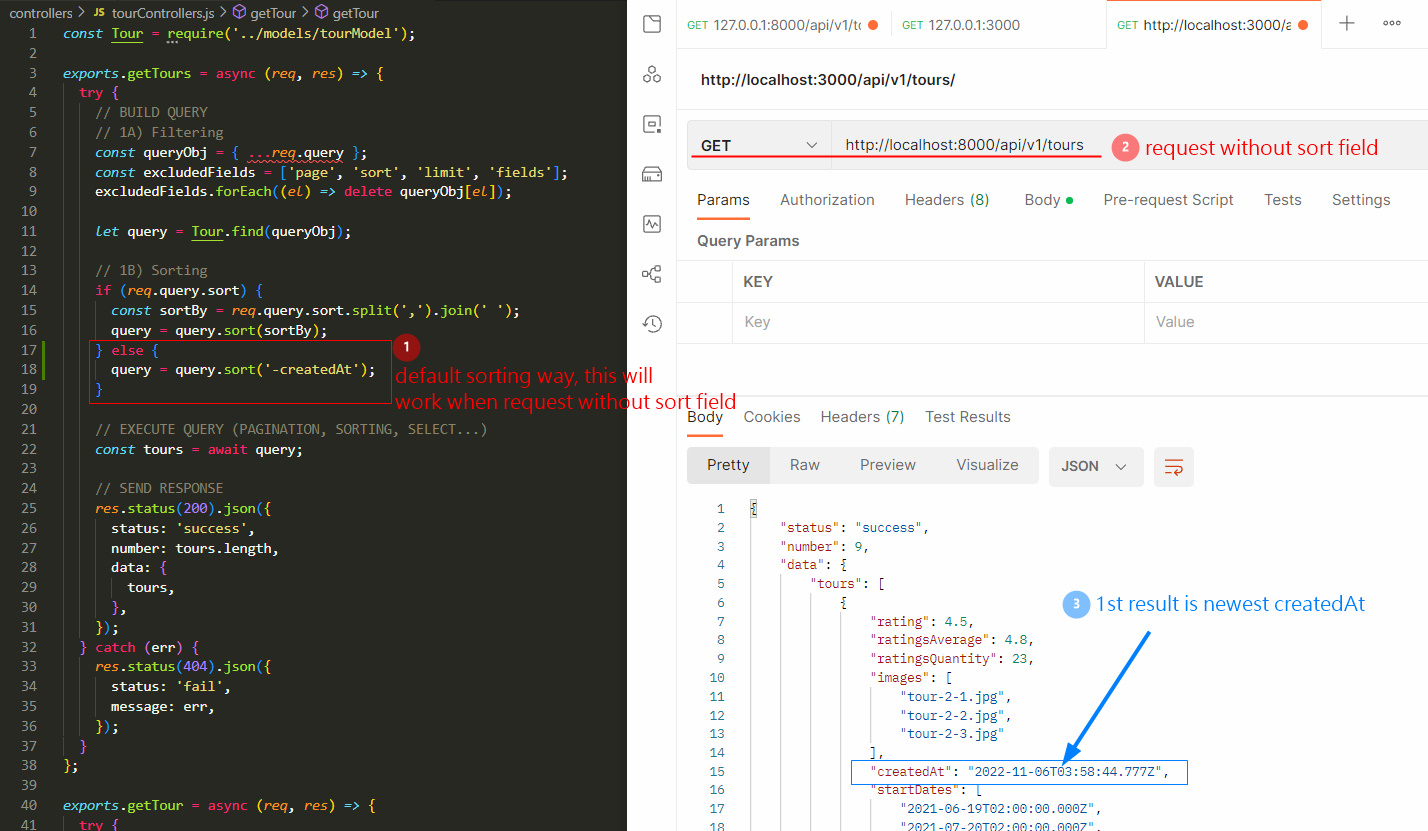 controllers > JS tourControllers.js > getTour > getTour
1 const Tour = require('../models/tourModel');
2
3 exports.getTours = async (req, res) => {
4 try {
5 // BUILD QUERY
6 // 1A) Filtering
7 const queryObj = { ...req.query };
8 const excludedFields = ['page', 'sort', 'limit', 'fields'];
9 excludedFields.forEach((el) => delete queryObj[el]);
10
11 let query = Tour.find(queryObj);
12
13 // 1B) Sorting
14 if (req.query.sort) {
15 const sortBy = req.query.sort.split(',').join(' ');
16 query = query.sort(sortBy);
17 } else {
18 query = query.sort('-createdAt');
19 }
20
21 // EXECUTE QUERY (PAGINATION, SORTING, SELECT...)
22 const tours = await query;
23
24 // SEND RESPONSE
25 res.status(200).json({
26 status: 'success',
27 number: tours.length,
28 data: {
29 tours,
30 },
31 });
32 } catch (err) {
33 res.status(404).json({
34 status: 'fail',
35 message: err,
36 });
37 }
38 };
39
40 exports.getTour = async (req, res) => {
41 try {
1
default sorting way, this will
work when request without sort field
GET 127.0.0.1:8000/api/v1/to GET 127.0.0.1:3000 GET http://localhost:3000/a
http://localhost:3000/api/v1/tours/
GET http://localhost:8000/api/v1/tours 2 request without sort field
Params Authorization Headers (8) Body Pre-request Script Tests Settings
Query Params
KEY VALUE
Key Value
Body Cookies Headers (7) Test Results
Pretty Raw Preview Visualize JSON
1 {
2 "status": "success",
3 "number": 9,
4 "data": {
5 "tours": [
6 {
3 1st result is newest createdAt
7 "rating": 4.5,
8 "ratingsAverage": 4.8,
9 "ratingsQuantity": 23,
10 "images": [
11 "tour-2-1.jpg",
12 "tour-2-2.jpg",
13 "tour-2-3.jpg"
14 ],
15 "createdAt": "2022-11-06T03:58:44.777Z",
16 "startDates": [
17 "2021-06-19T02:00:00.000Z",
18 "2021-07-20T02:00:00.000Z",